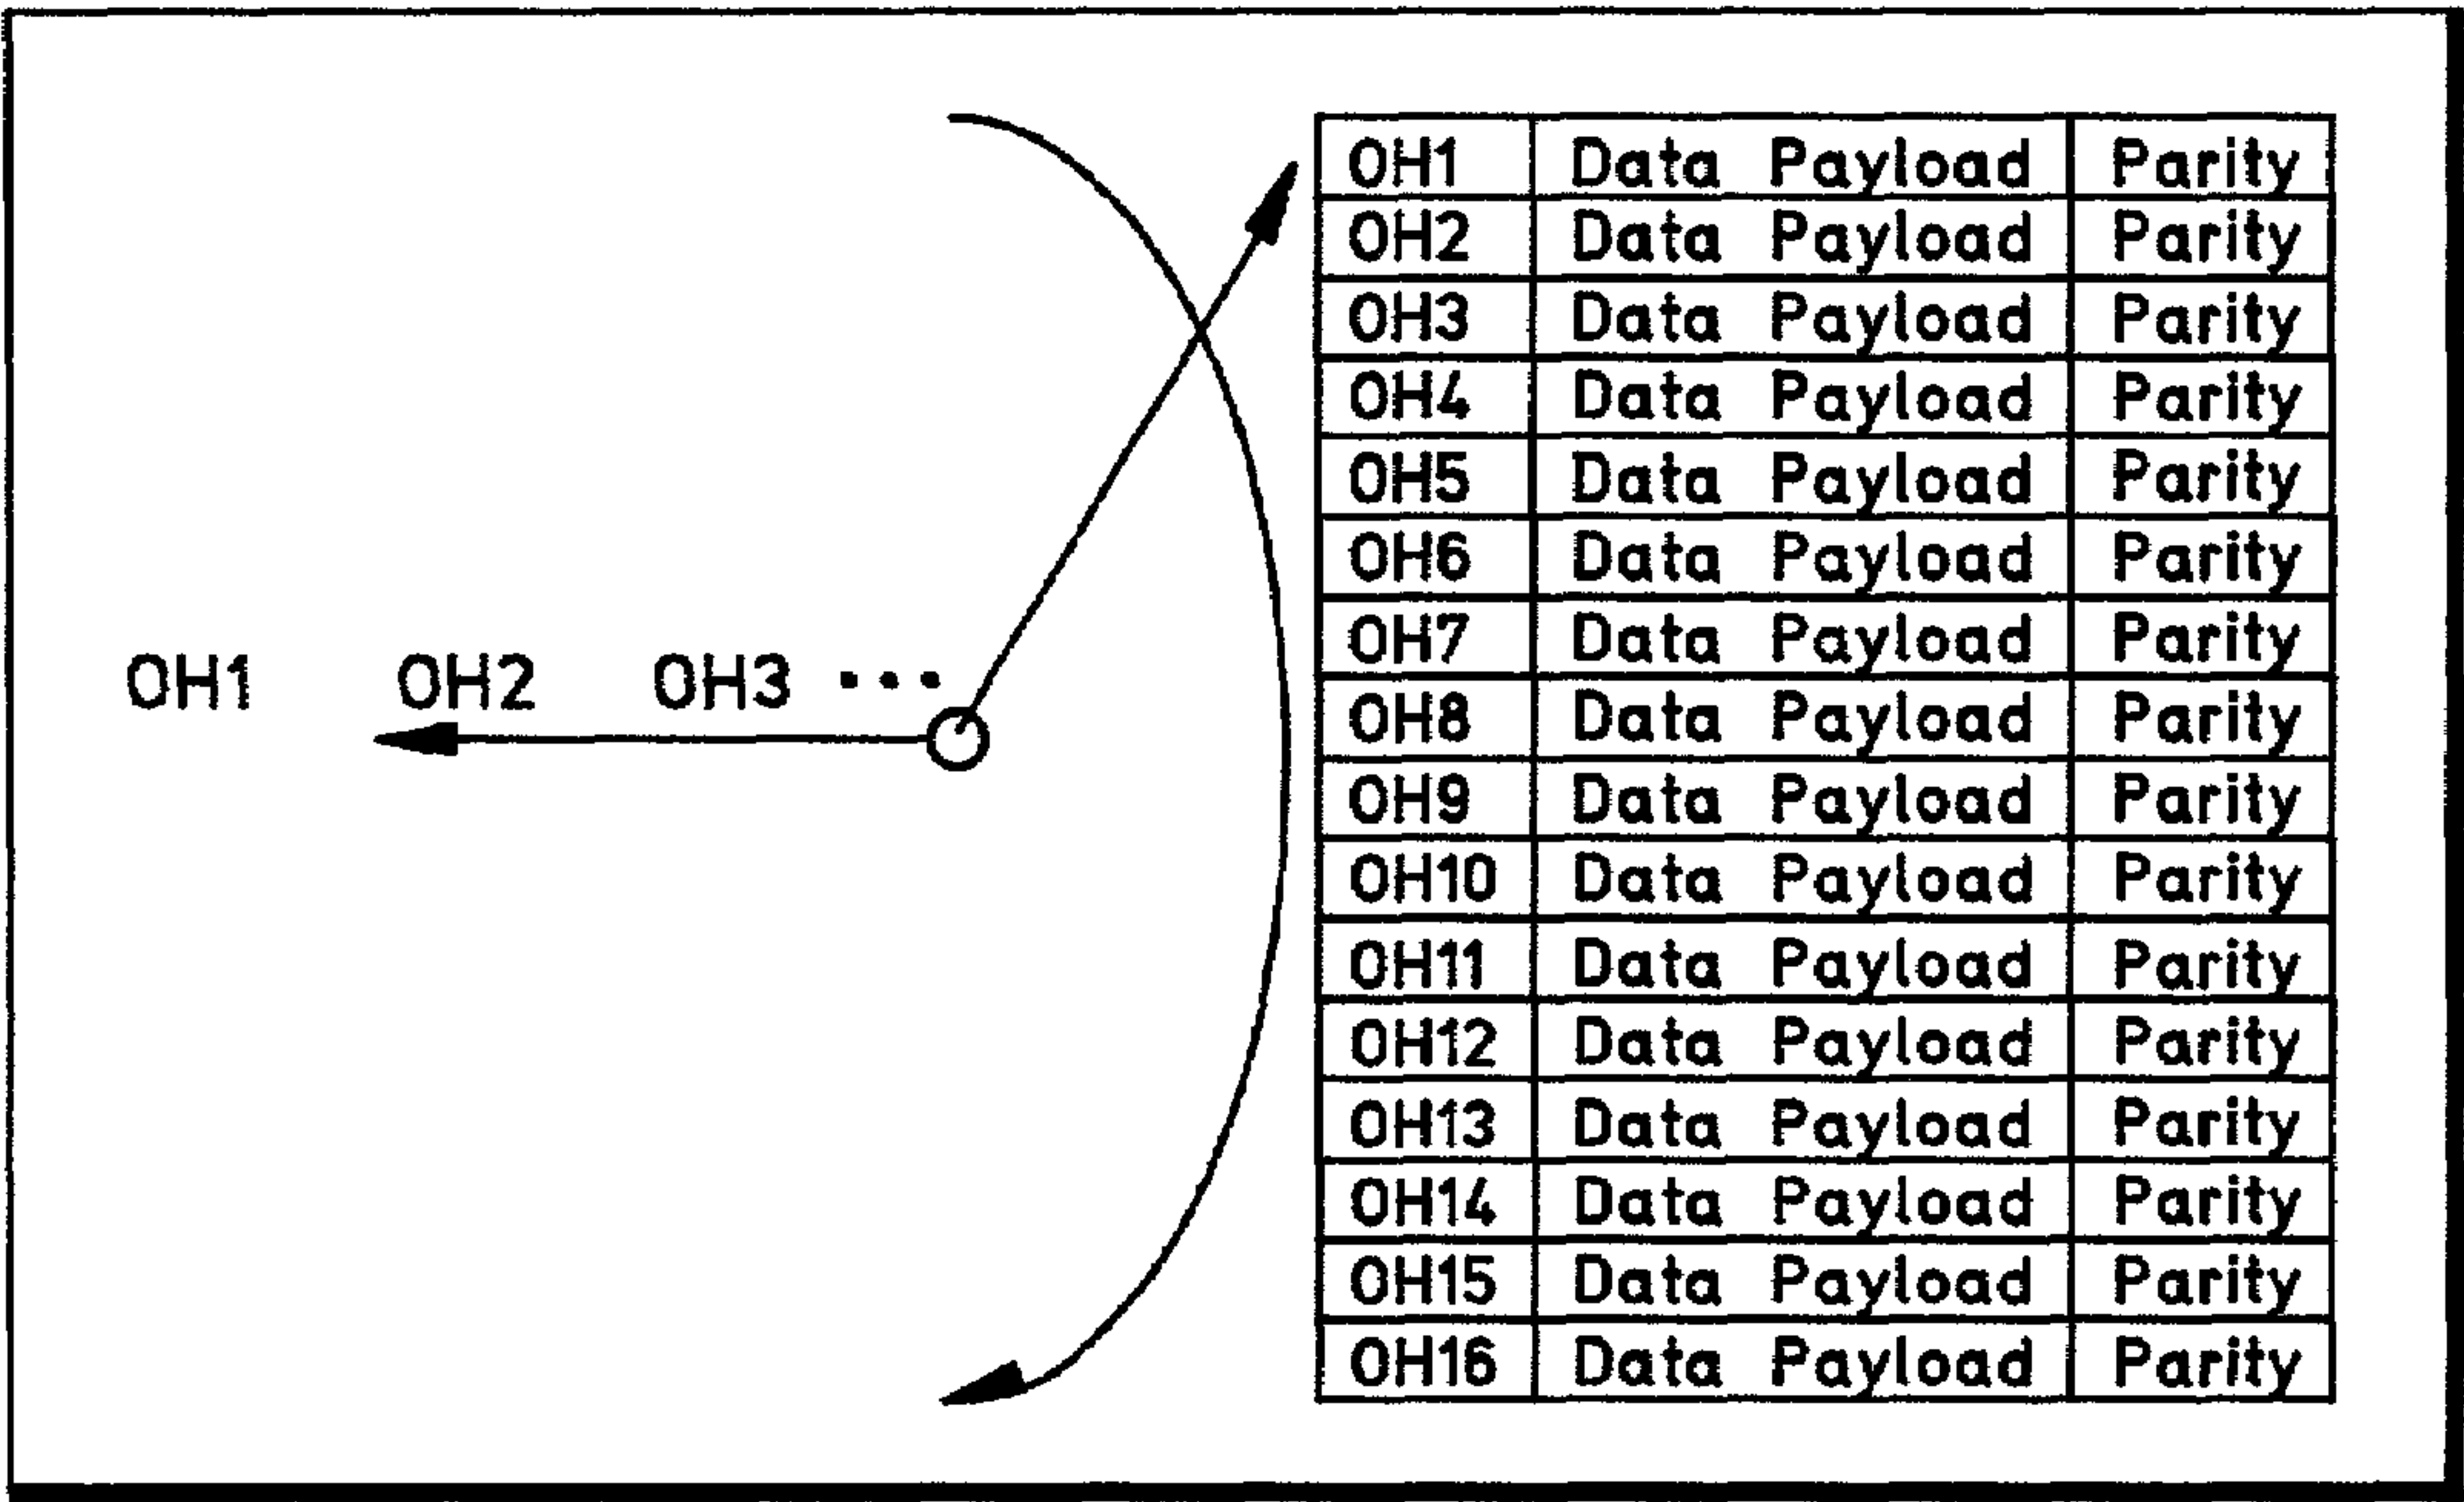 OH1 Data Payload Parity
OH2 Data Payload Parity
OH3 Data Payload Parity
OH4 Data Payload Parity
OH5 Data Payload Parity
OH6 Data Payload Parity
OH7 Data Payload Parity
OH1 OH2 OH3 •••
OH8 Data Payload Parity
OH9 Data Payload Parity
OH10 Data Payload Parity
OH11 Data Payload Parity
OH12 Data Payload Parity
OH13 Data Payload Parity
OH14 Data Payload Parity
OH15 Data Payload Parity
OH16 Data Payload Parity